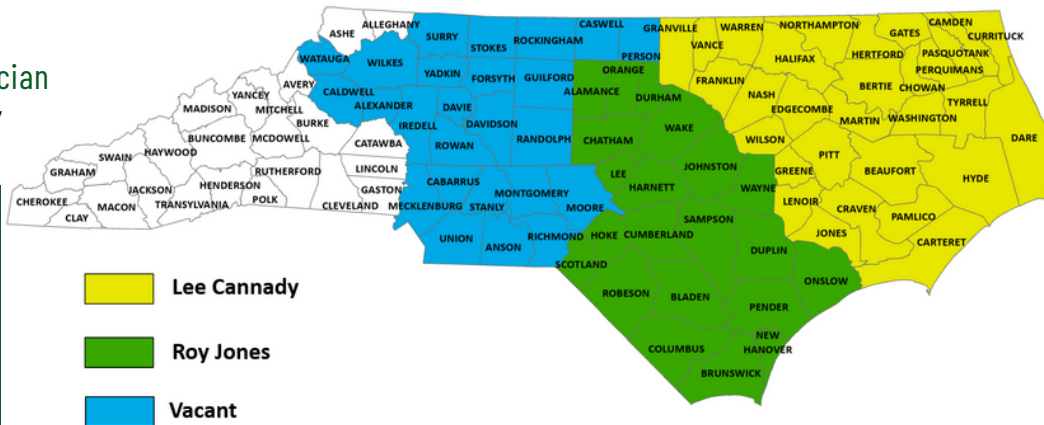 cian
ALLEGHANY
ASHE
SURRY
STOKES
ROCKINGHAM
CASWELL
PERSON
GRANVILLE
VANCE
WARREN
NORTHAMPTON
GATES
CAMDEN
CURRITUCK
PASQUOTANK
PERQUIMANS
CHOWAN
HERTFORD
HALIFAX
BERTIE
WATAUGA
WILKES
YADKIN
FORSYTH
GUILFORD
ORANGE
ALAMANCE
DURHAM
FRANKLIN
NASH
EDGECOMBE
MARTIN
WASHINGTON
TYRRELL
DARE
AVERY
CALDWELL
ALEXANDER
DAVIE
IREDELL
DAVIDSON
ROWAN
RANDOLPH
CHATHAM
WAKE
WILSON
PITT
BEAUFORT
HYDE
YANCEY
MITCHELL
MADISON
BURKE
BUNCOMBE
MCDOWELL
CATAWBA
HAYWOOD
SWAIN
GRAHAM
CHEROKEE
CLAY
MACON
JACKSON
TRANSYLVANIA
HENDERSON
POLK
RUTHERFORD
LINCOLN
GASTON
CLEVELAND
MECKLENBURG
CABARRUS
STANLY
MONTGOMERY
MOORE
LEE
HARNETT
JOHNSTON
WAYNE
GREENE
LENOIR
CRAVEN
PAMLICO
JONES
CARTERET
UNION
ANSON
RICHMOND
SCOTLAND
HOKE
CUMBERLAND
SAMPSON
DUPLIN
ONSLOW
ROBESON
BLADEN
PENDER
NEW
HANOVER
COLUMBUS
BRUNSWICK
Lee Cannady
Roy Jones
Vacant